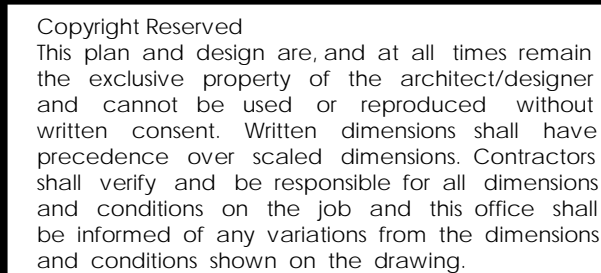 Copyright Reserved
This plan and design are, and at all times remain
the exclusive property of the architect/designer
and cannot be used or reproduced without
written consent. Written dimensions shall have
precedence over scaled dimensions. Contractors
shall verify and be responsible for all dimensions
and conditions on the job and this office shall
be informed of any variations from the dimensions
and conditions shown on the drawing.